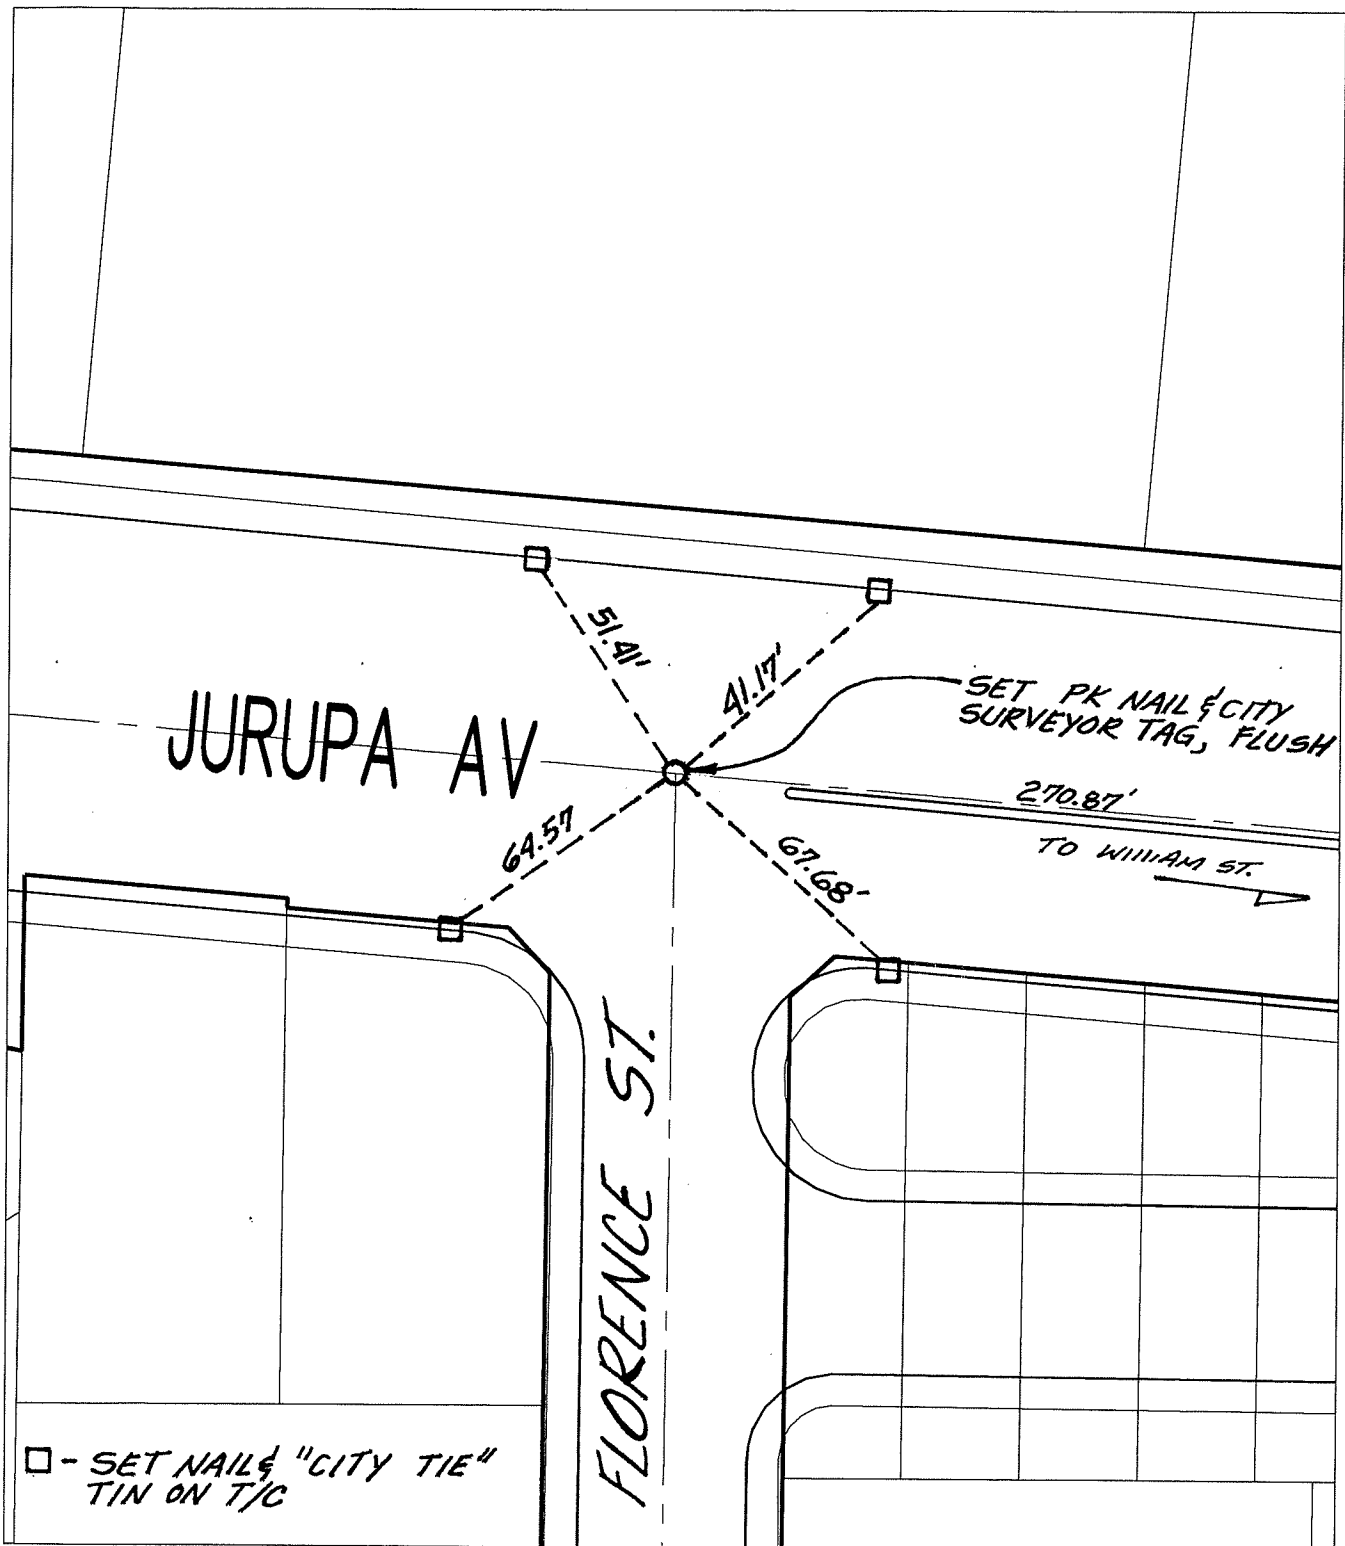 51.41'
41.17'
SET PK NAIL & CITY
SURVEYOR TAG, FLUSH
JURUPA AV
270.87'
TO WILLIAM ST.
64.57
67.68'
FLORENCE ST.
□ - SET NAIL & "CITY TIE"
TIN ON T/C